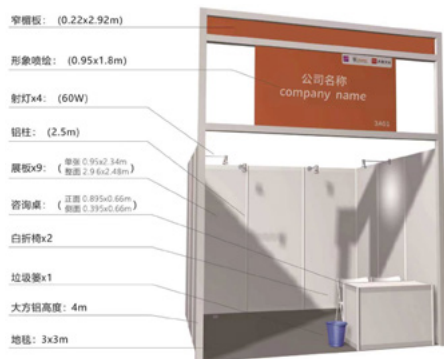 窄楣板： (0.22x2.92m)
形象喷绘： (0.95x1.8m)
公司名称
company name
3403
射灯x4： (60W)
铝柱： (2.5m)
展板x9： (单张 0.95x2.34m 整面 2.96x2.48m)
咨询桌： (正面 0.895x0.66m 侧面 0.395x0.66m)
白折椅x2
垃圾篓x1
大方铝高度：4m
地毯：3x3m